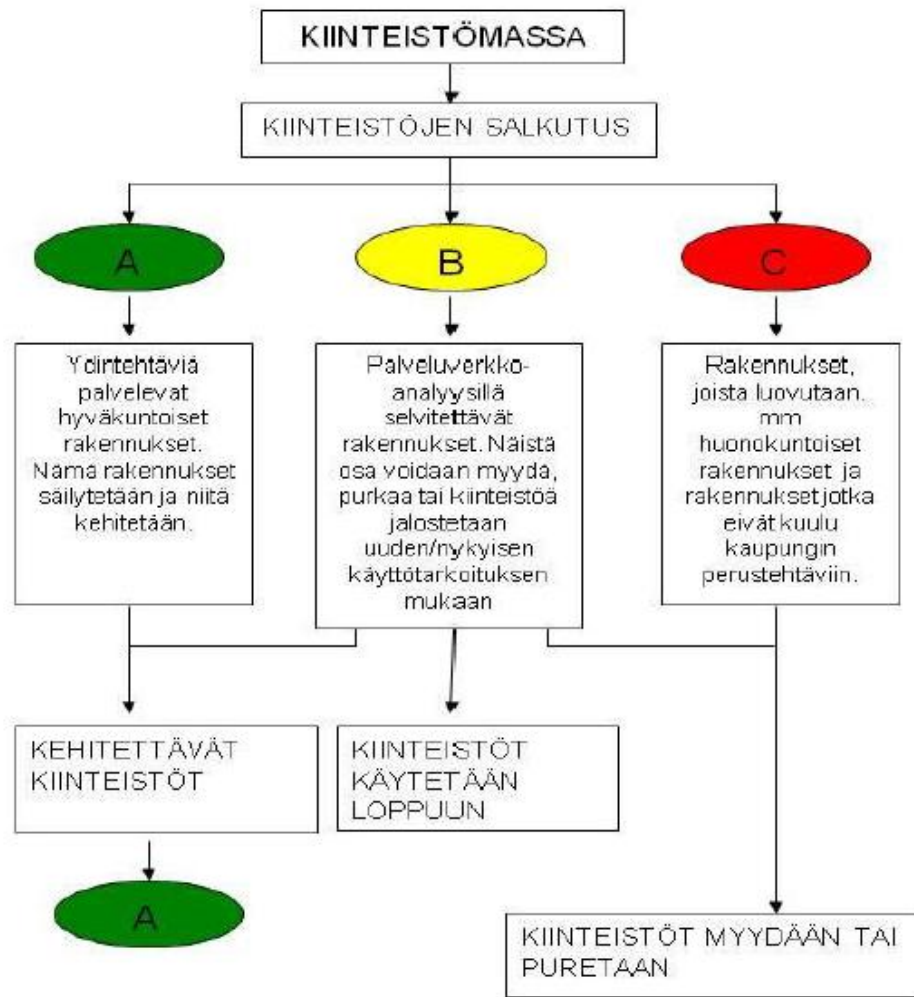 KIINTEISTÖMASSA
KIINTEISTÖJEN SALKUTUS
A
B
C
Ydintehtäviä
palvelevat
hyväkuntoiset
rakennukset.
Nämä rakennukset
säilytetään ja niitä
kehitetään.
Palveluverkko-
analyysillä
selvitettävät
rakennukset. Näistä
osa voidaan myydä,
purkaa tai kiinteistöä
jalostetaan
uuden/nykyisen
käyttötarkoituksen
mukaan
Rakennukset,
joista luovutaan.
mm
huonokuntoiset
rakennukset ja
rakennukset jotka
eivät kuulu
kaupungin
perustehtäviin.
KEHITETTÄVÄT
KIINTEISTÖT
KIINTEISTÖT
KÄYTETÄÄN
LOPPUUN
A
KIINTEISTÖT MYYDÄÄN TAI
PURETAAN